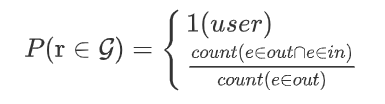 P(r ∈ 𝒢) = { 1(user)
count(e∈out∩e∈in)
count(e∈out)